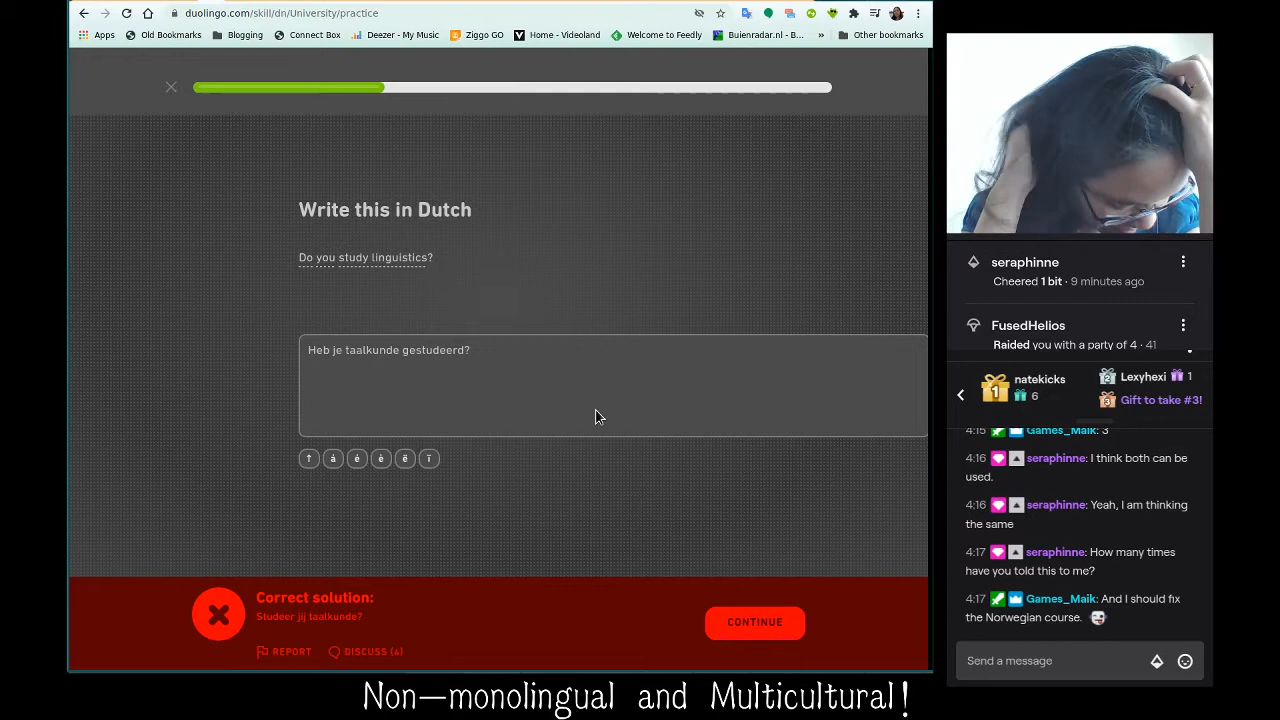 duolingo.com/skill/dn/University/practice
Apps Old Bookmarks Blogging Connect Box Deezer - My Music Ziggo GO Home - Videoland Welcome to Feedly Buienradar.nl - B... » Other bookmarks
Write this in Dutch
Do you study linguistics?
Heb je taalkunde gestudeerd?
↑ á é è ë ï
Correct solution:
Studeer jij taalkunde?
CONTINUE
REPORT DISCUSS (4)
seraphinne
Cheered 1 bit · 9 minutes ago
FusedHelios
Raided you with a party of 4 · 41
natekicks
6
Lexyhexi 1
Gift to take #3!
4:15 Games_Maik: 3
4:16 seraphinne: I think both can be
used.
4:16 seraphinne: Yeah, I am thinking
the same
4:17 seraphinne: How many times
have you told this to me?
4:17 Games_Maik: And I should fix
the Norwegian course.
Send a message
Non-monolingual and Multicultural!